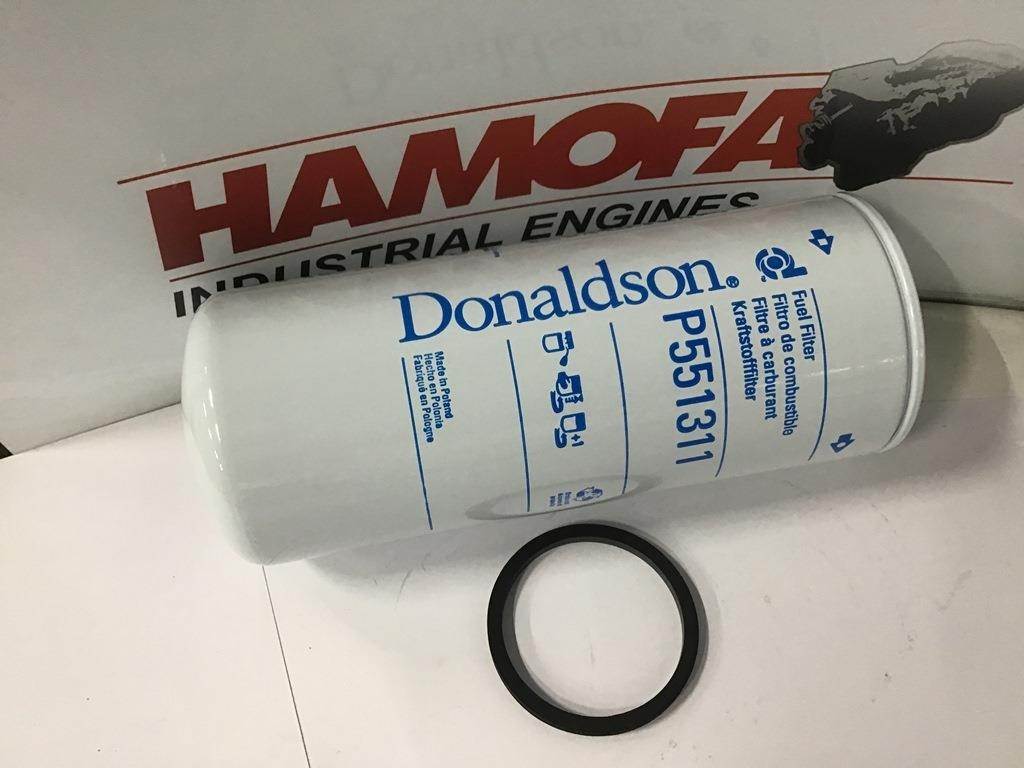 HAMOFA
INDUSTRIAL ENGINES
Donaldson®
P551311
Fuel Filter
Filtro de combustible
Filtre à carburant
Kraftstofffilter
+1
Made in Poland
Hecho en Polonia
Fabriqué en Pologne